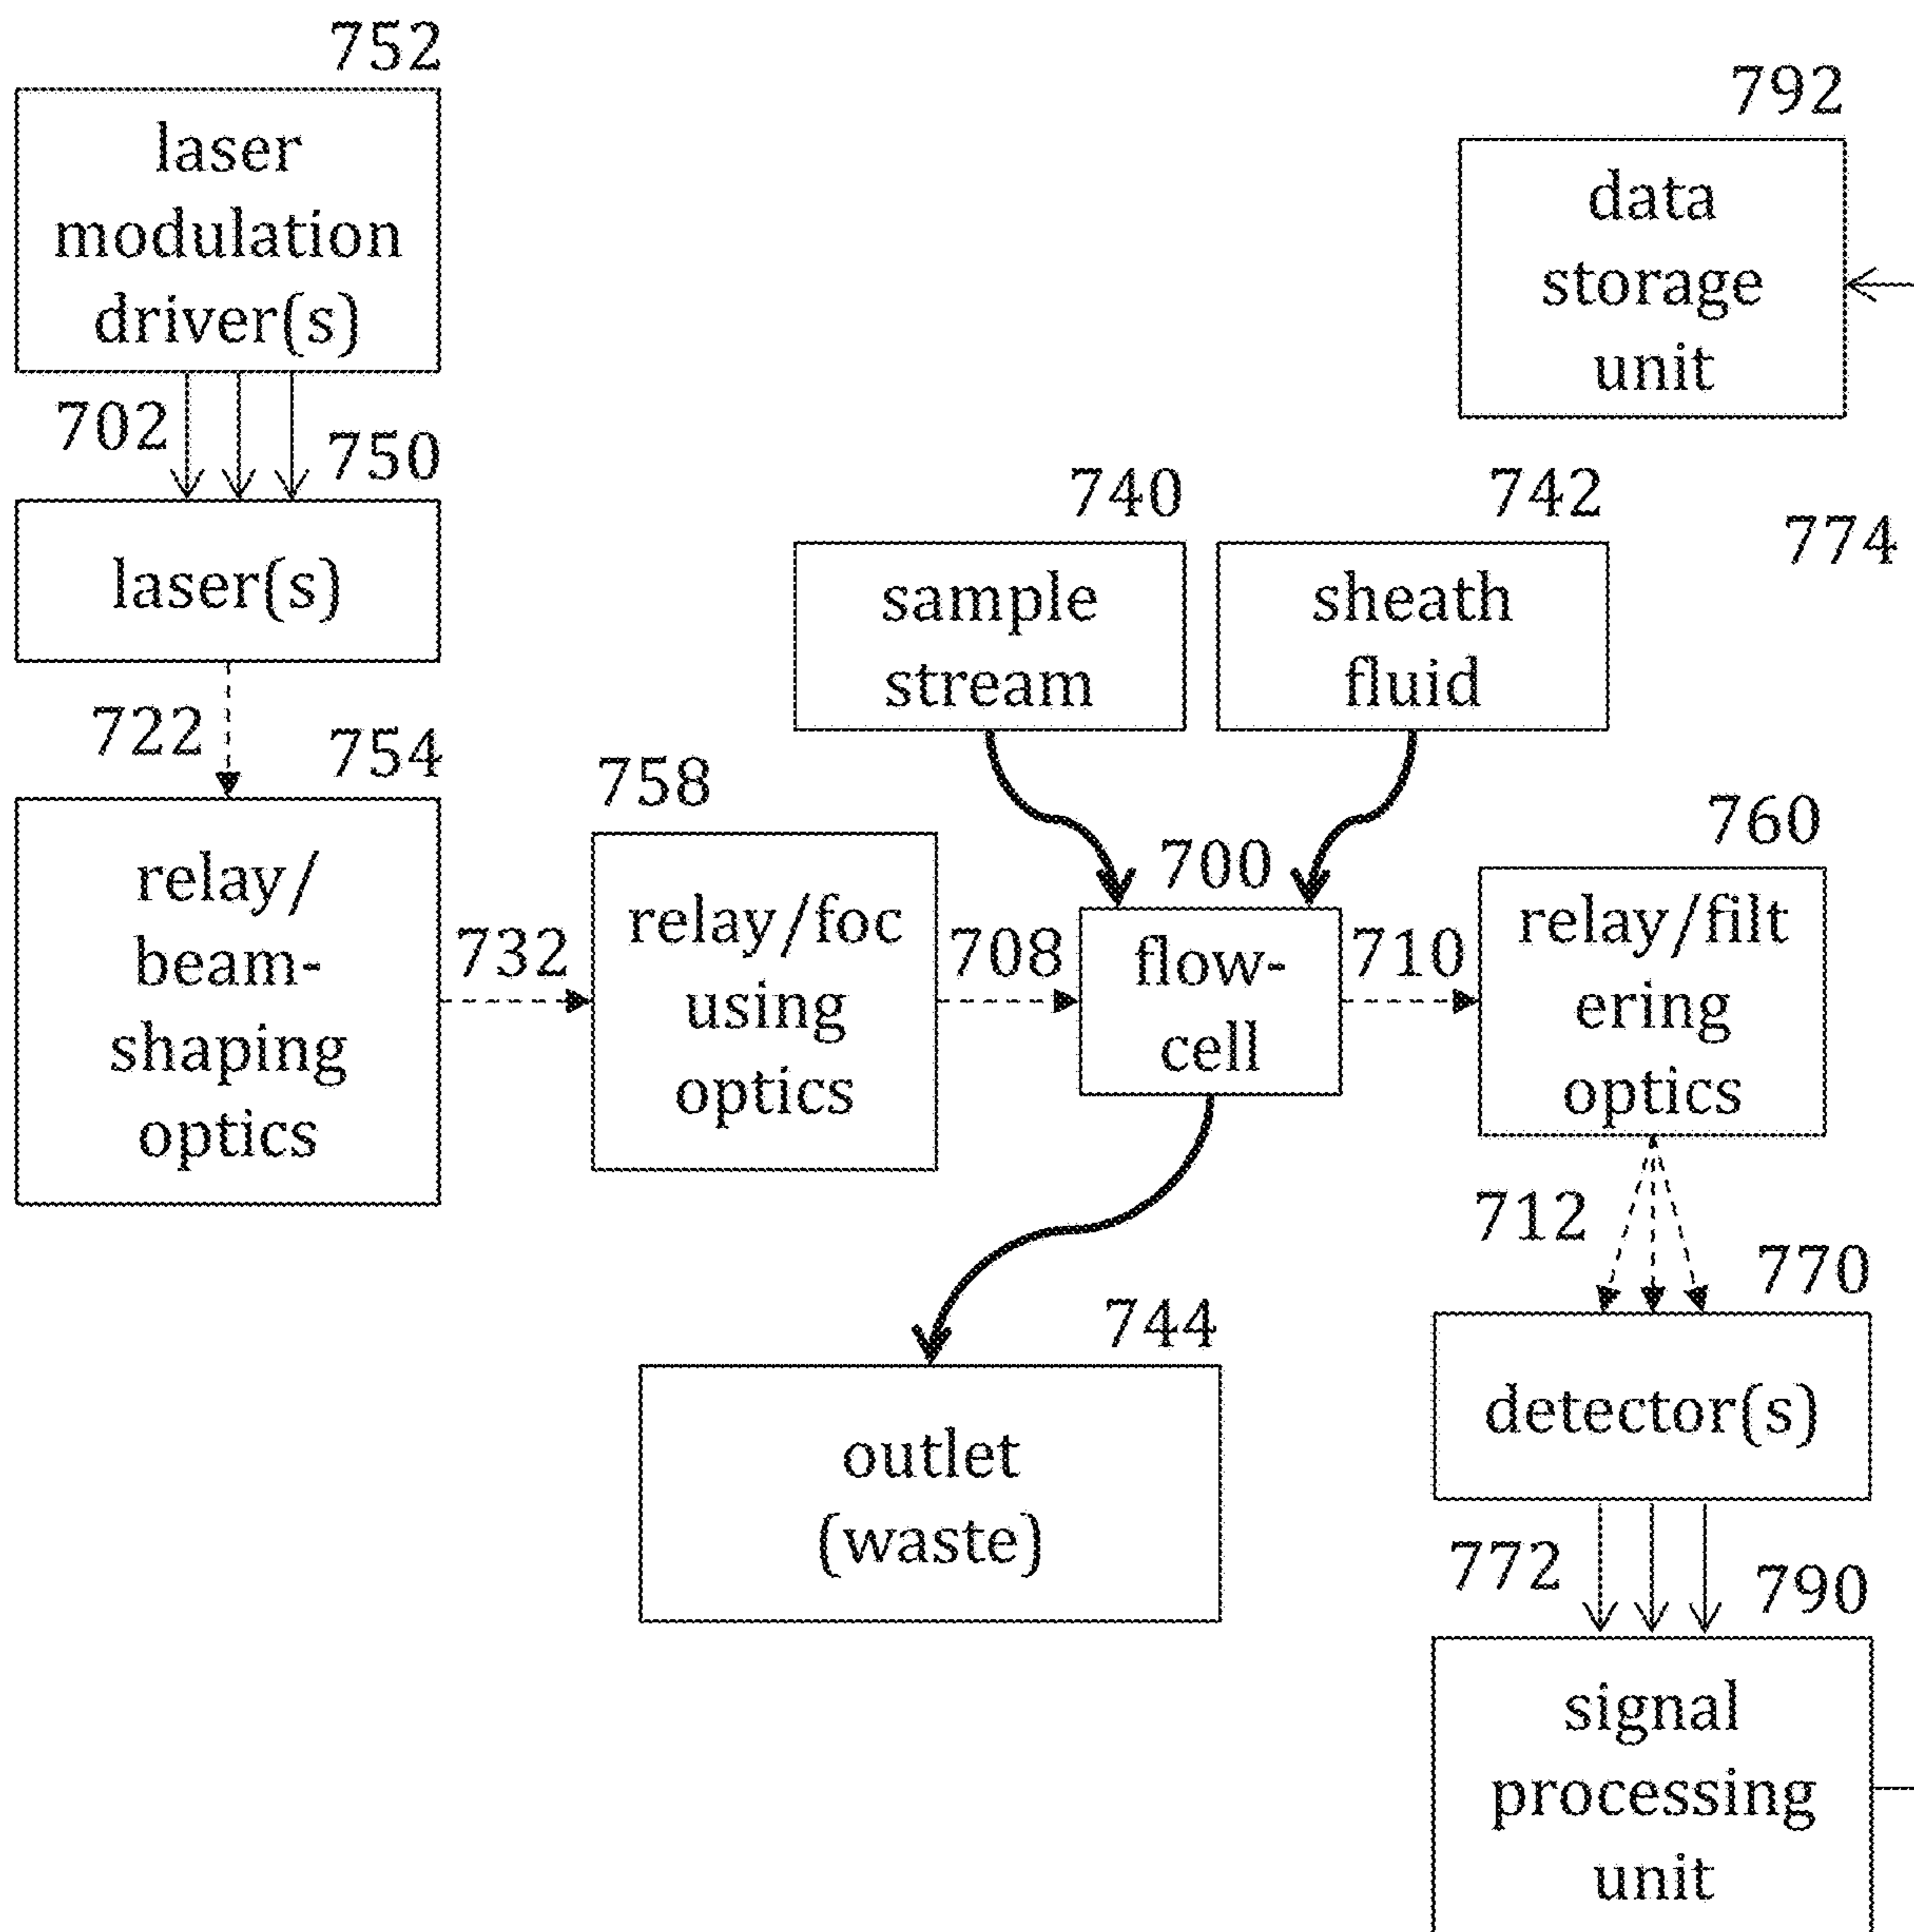 752
laser
modulation
driver(s)
702
750
laser(s)
722
754
relay/
beam-
shaping
optics
732
758
relay/foc
using
optics
708
740
sample
stream
742
sheath
fluid
700
flow-
cell
710
744
outlet
(waste)
792
data
storage
unit
774
760
relay/filt
ering
optics
712
770
detector(s)
772
790
signal
processing
unit